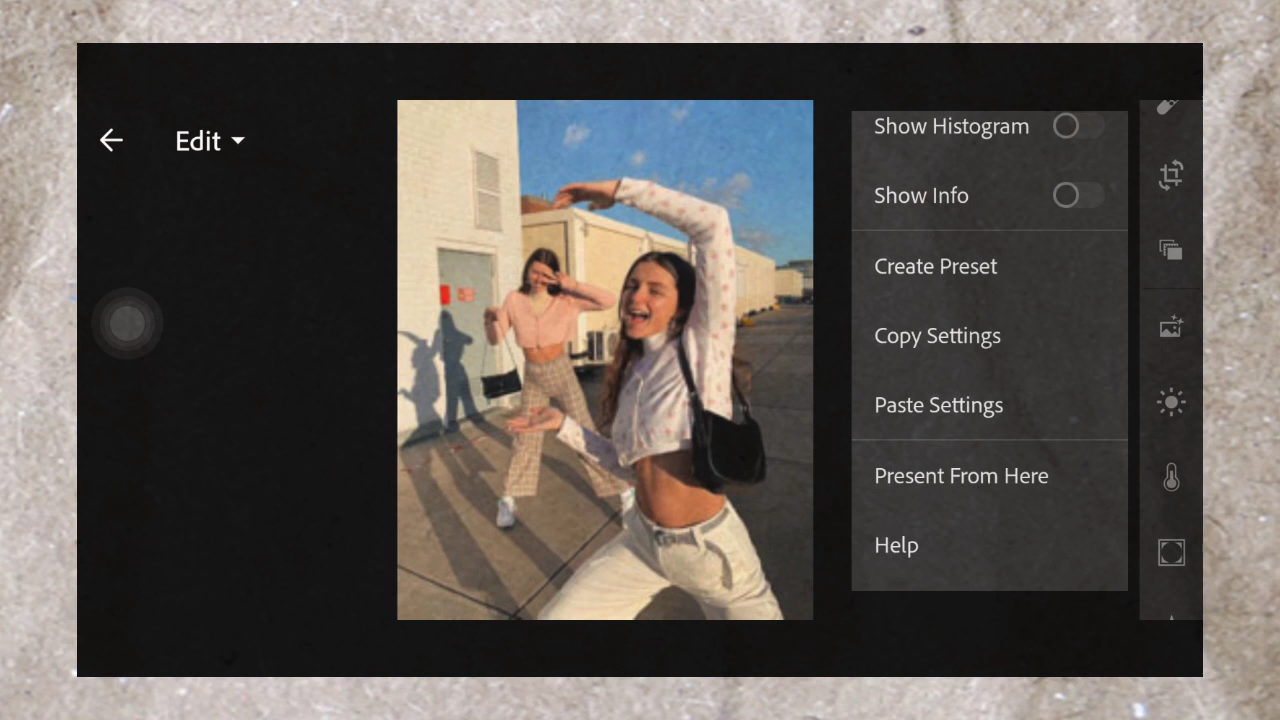 Edit
Show Histogram
Show Info
Create Preset
Copy Settings
Paste Settings
Present From Here
Help